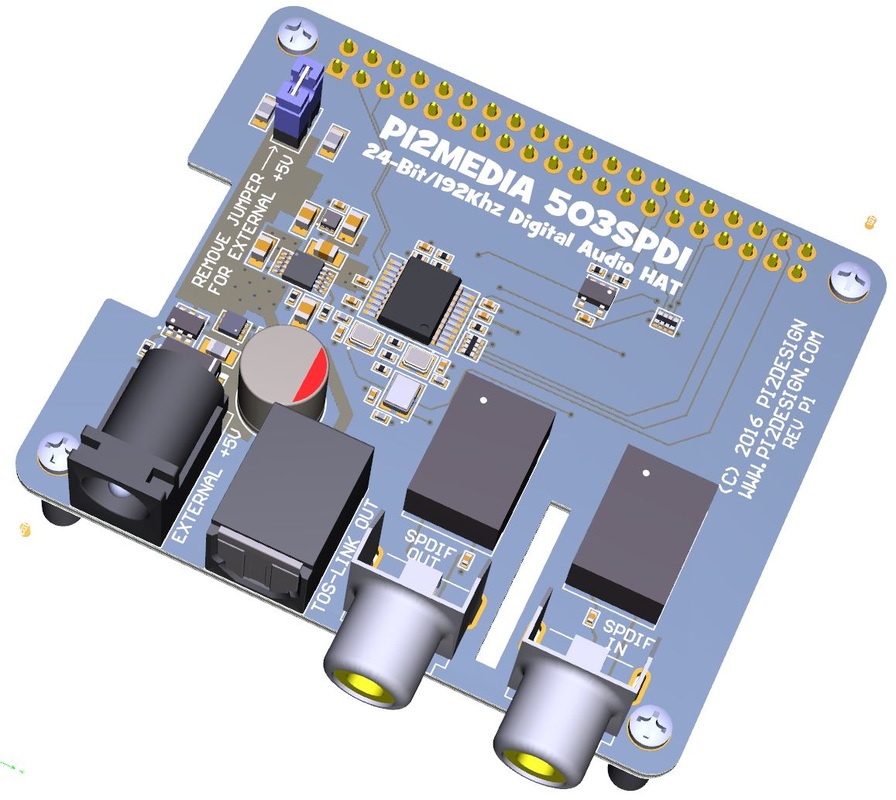 PI2MEDIA 503SPDI
24-Bit/192Khz Digital Audio HAT
REMOVE JUMPER
FOR EXTERNAL +5V
(C) 2016 PI2DESIGN
WWW.PI2DESIGN.COM
REV P1
EXTERNAL +5V
TOS-LINK OUT
SPDIF
OUT
SPDIF
IN